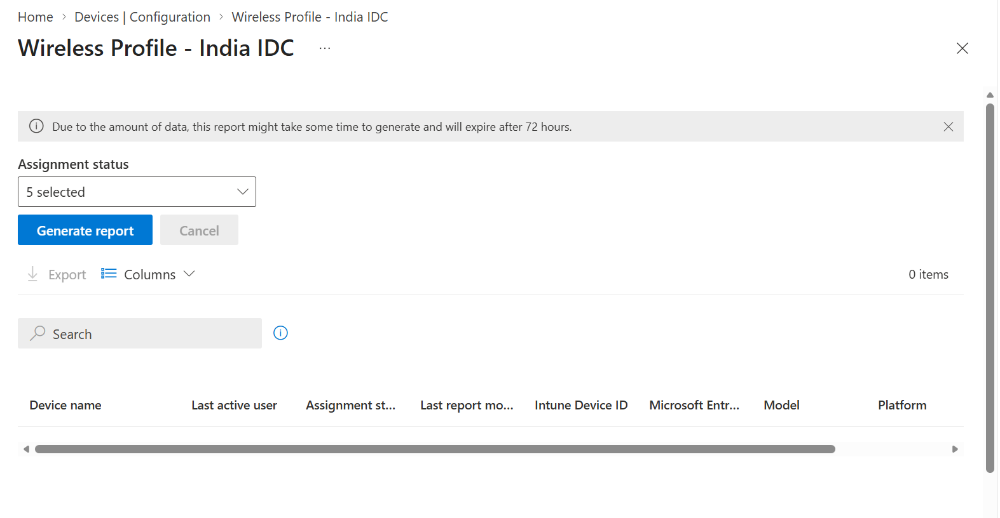 Home > Devices | Configuration > Wireless Profile - India IDC
Wireless Profile - India IDC ...
Due to the amount of data, this report might take some time to generate and will expire after 72 hours.
Assignment status
5 selected
Generate report Cancel
Export Columns 0 items
Search
Device name Last active user Assignment st... Last report mo... Intune Device ID Microsoft Entr... Model Platform